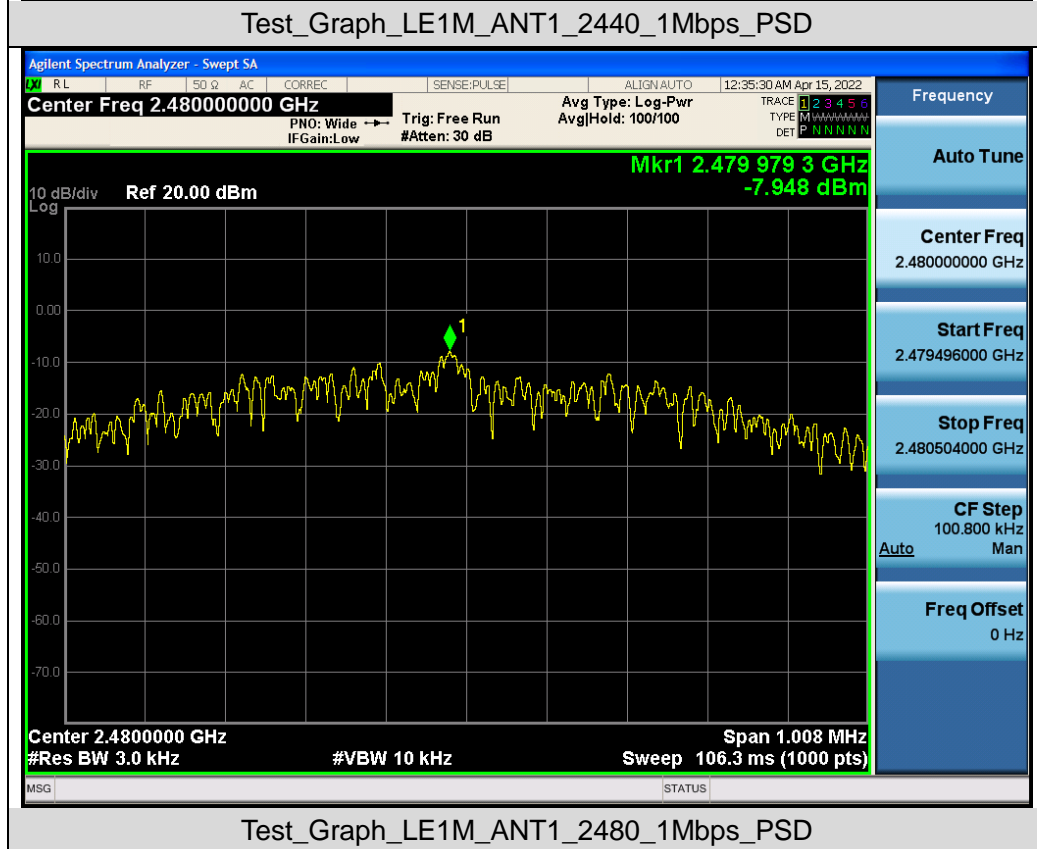 Test_Graph_LE1M_ANT1_2440_1Mbps_PSD
Agilent Spectrum Analyzer - Swept SA
LXI RL RF 50 Ω AC CORREC SENSE:PULSE ALIGN AUTO 12:35:30 AM Apr 15, 2022
Center Freq 2.480000000 GHz
PNO: Wide
IFGain:Low
Trig: Free Run
#Atten: 30 dB
Avg Type: Log-Pwr
Avg|Hold: 100/100
TRACE 1 2 3 4 5 6
TYPE M WWWWW
DET P N N N N N
Mkr1 2.479 979 3 GHz
-7.948 dBm
10 dB/div Ref 20.00 dBm
Log
10.0
0.00
-10.0
-20.0
-30.0
-40.0
-50.0
-60.0
-70.0
1
Center 2.4800000 GHz Span 1.008 MHz
#Res BW 3.0 kHz #VBW 10 kHz Sweep 106.3 ms (1000 pts)
MSG STATUS
Frequency
Auto Tune
Center Freq
2.480000000 GHz
Start Freq
2.479496000 GHz
Stop Freq
2.480504000 GHz
CF Step
100.800 kHz
Auto Man
Freq Offset
0 Hz
Test_Graph_LE1M_ANT1_2480_1Mbps_PSD